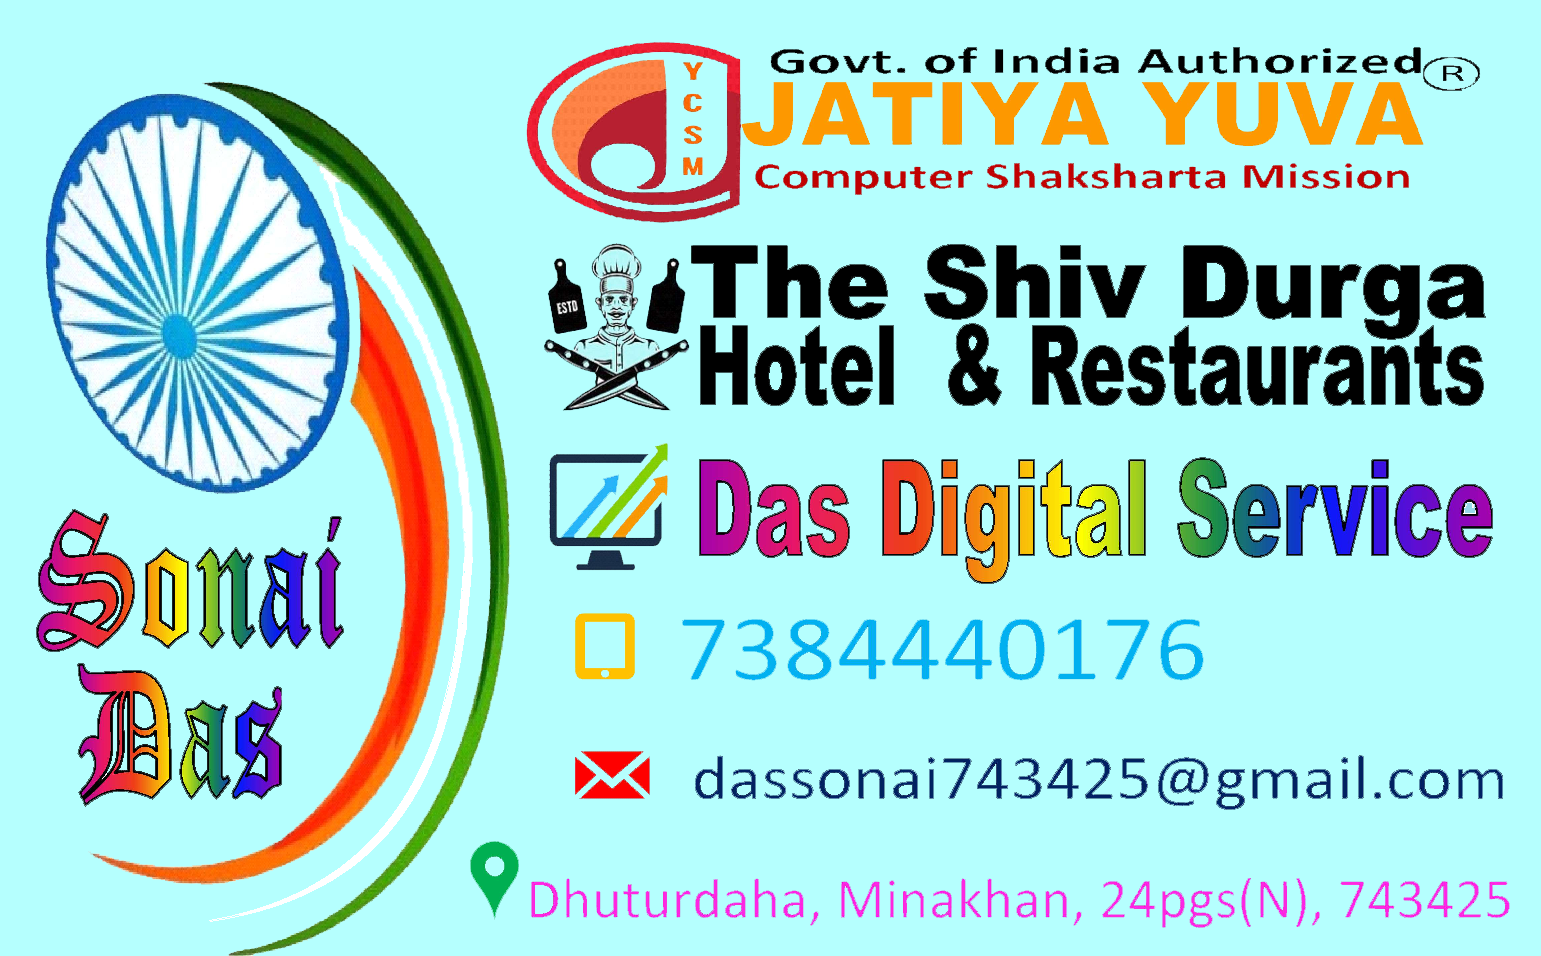 Sonai
Das
YCSM
Govt. of India Authorized
®
JATIYA YUVA
Computer Shaksharta Mission
ESTD
The Shiv Durga
Hotel & Restaurants
Das Digital Service
7384440176
dassonai743425@gmail.com
Dhuturdaha, Minakhan, 24pgs(N), 743425